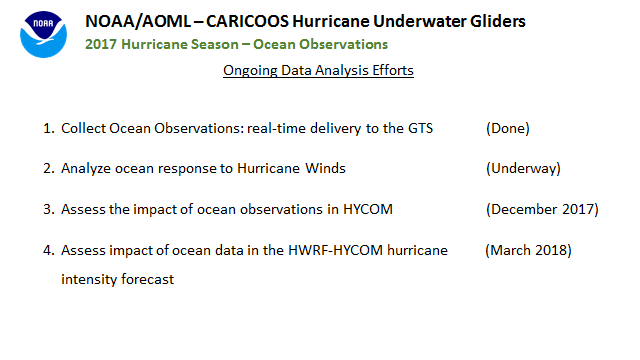 NOAA
NOAA/AOML – CARICOOS Hurricane Underwater Gliders
2017 Hurricane Season – Ocean Observations
Ongoing Data Analysis Efforts
1. Collect Ocean Observations: real-time delivery to the GTS (Done)
2. Analyze ocean response to Hurricane Winds (Underway)
3. Assess the impact of ocean observations in HYCOM (December 2017)
4. Assess impact of ocean data in the HWRF-HYCOM hurricane (March 2018)
intensity forecast